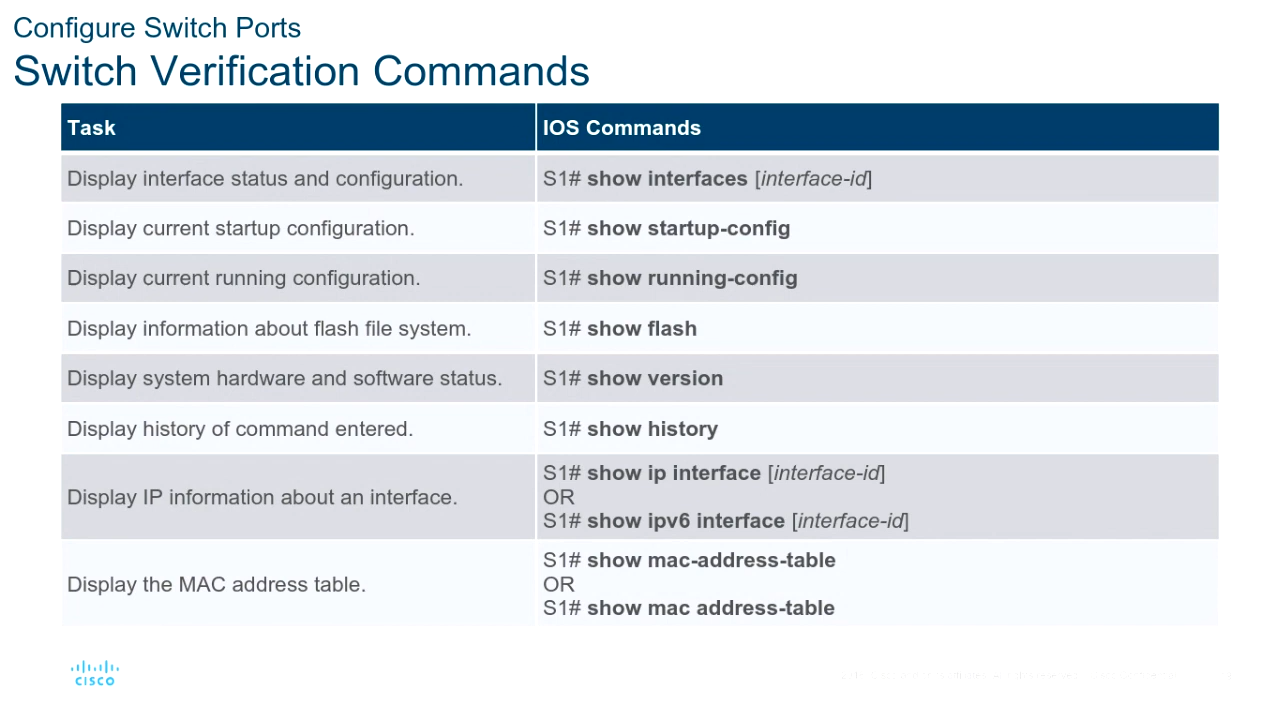 Configure Switch Ports
Switch Verification Commands
Task
IOS Commands
Display interface status and configuration.
S1# show interfaces [interface-id]
Display current startup configuration.
S1# show startup-config
Display current running configuration.
S1# show running-config
Display information about flash file system.
S1# show flash
Display system hardware and software status.
S1# show version
Display history of command entered.
S1# show history
Display IP information about an interface.
S1# show ip interface [interface-id]
OR
S1# show ipv6 interface [interface-id]
Display the MAC address table.
S1# show mac-address-table
OR
S1# show mac address-table
CISCO